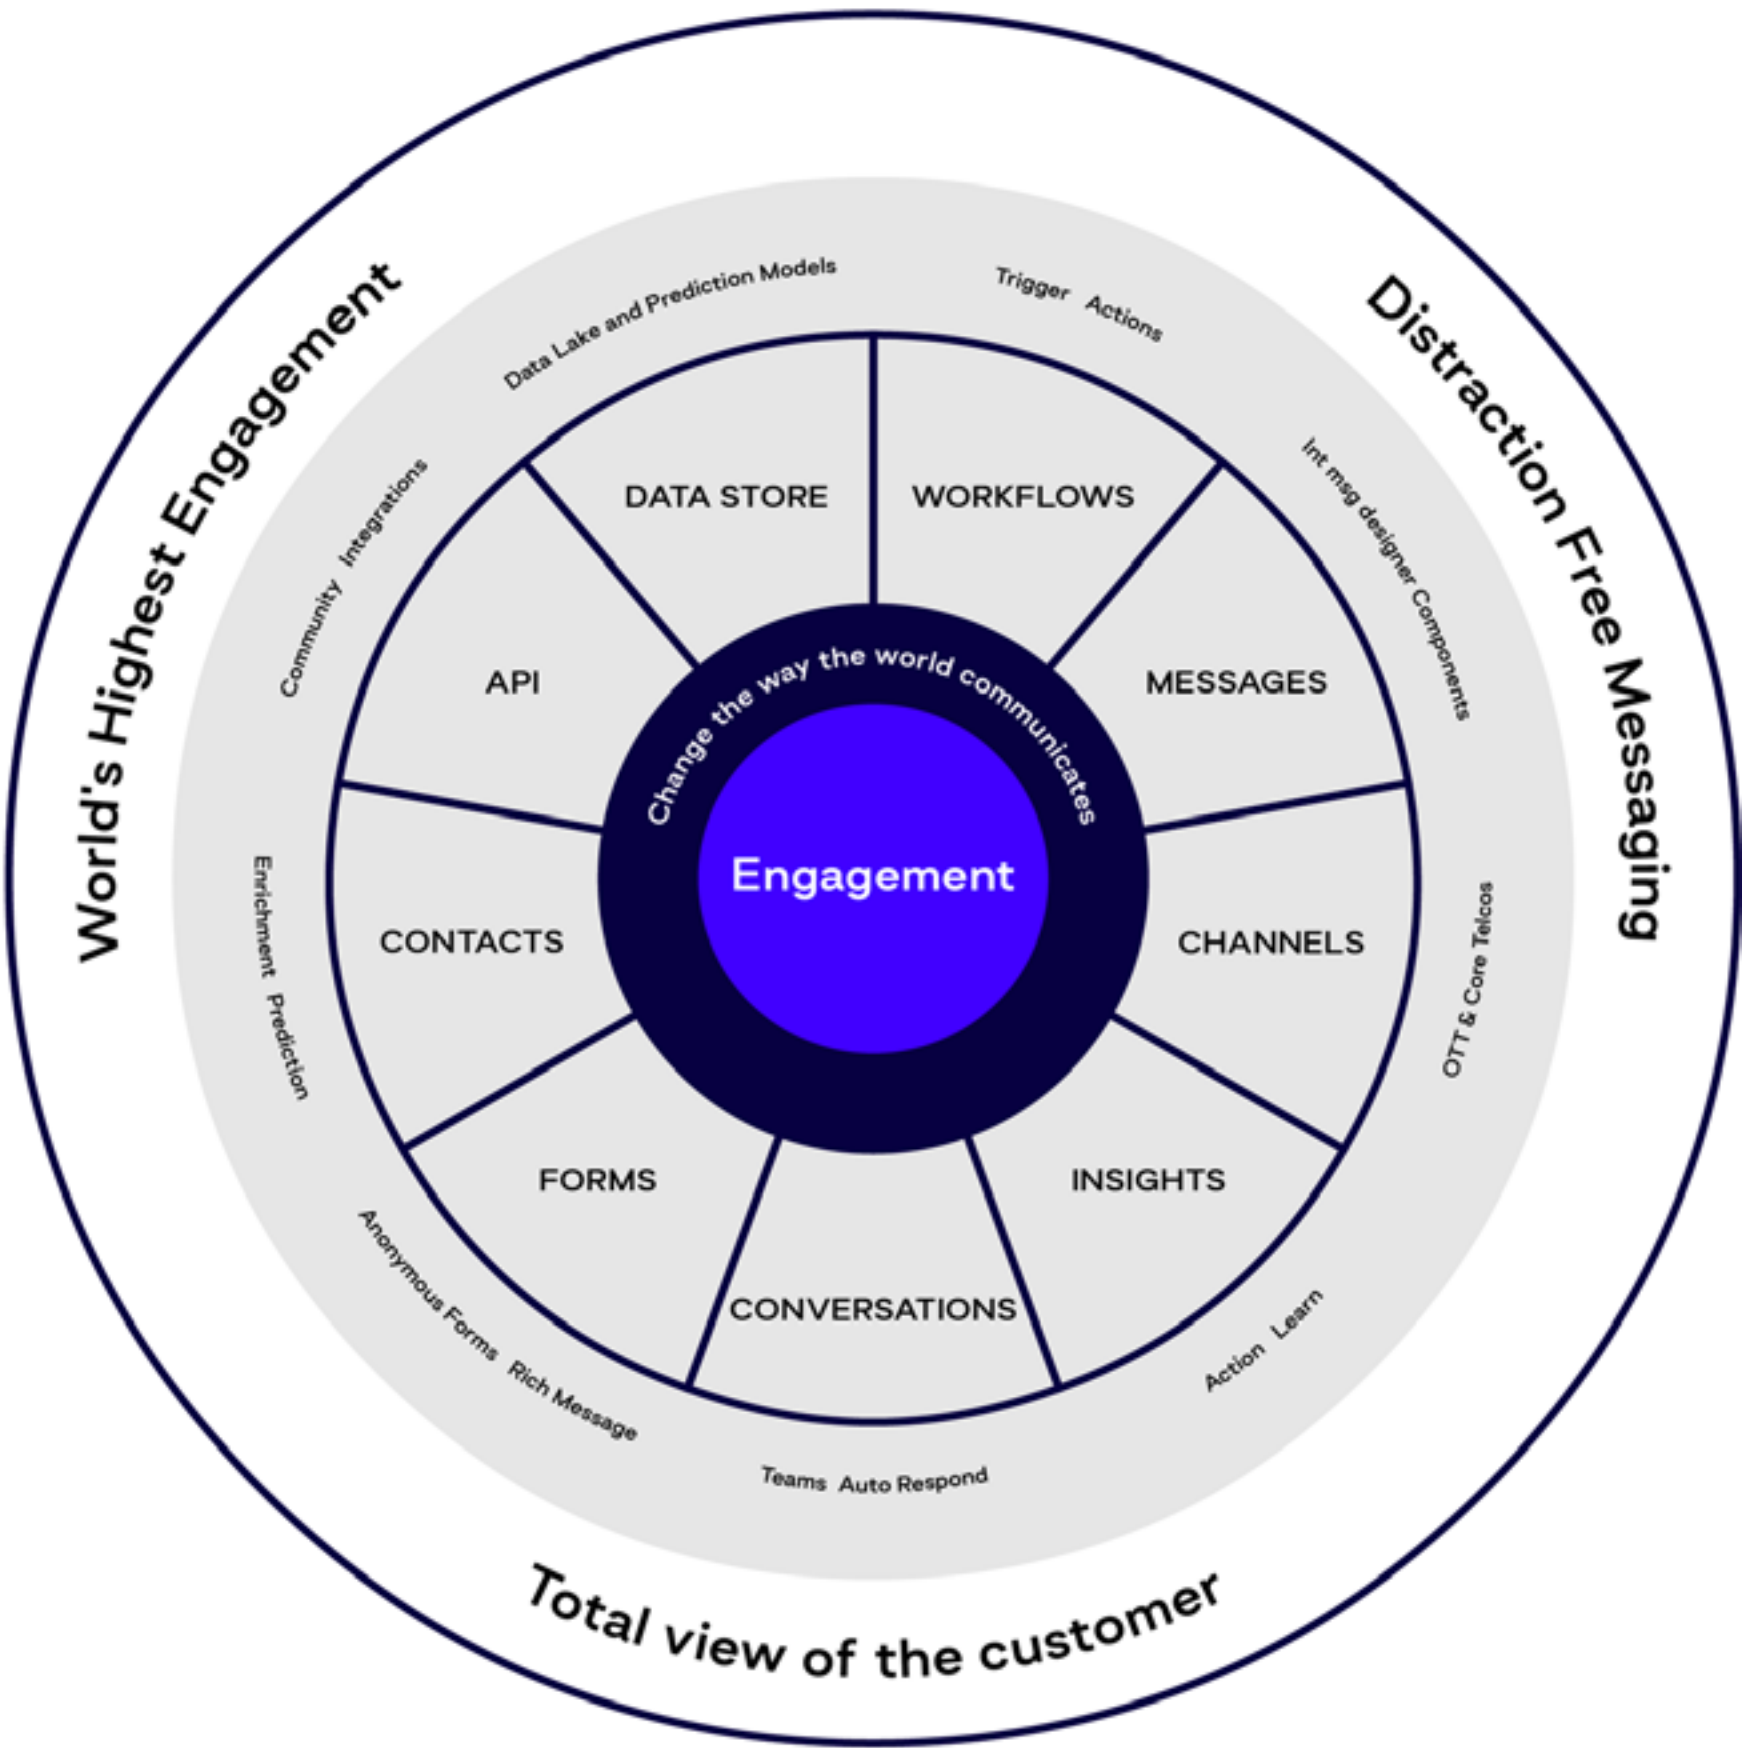 World's Highest Engagement
Distraction Free Messaging
Total view of the customer
Data Lake and Prediction Models
Trigger Actions
Int msg designer Components
OTT & Core Telcos
Action Learn
Teams Auto Respond
Anonymous Forms Rich Message
Enrichment Prediction
Community Integrations
DATA STORE
WORKFLOWS
MESSAGES
CHANNELS
INSIGHTS
CONVERSATIONS
FORMS
CONTACTS
API
Change the way the world communicates
Engagement